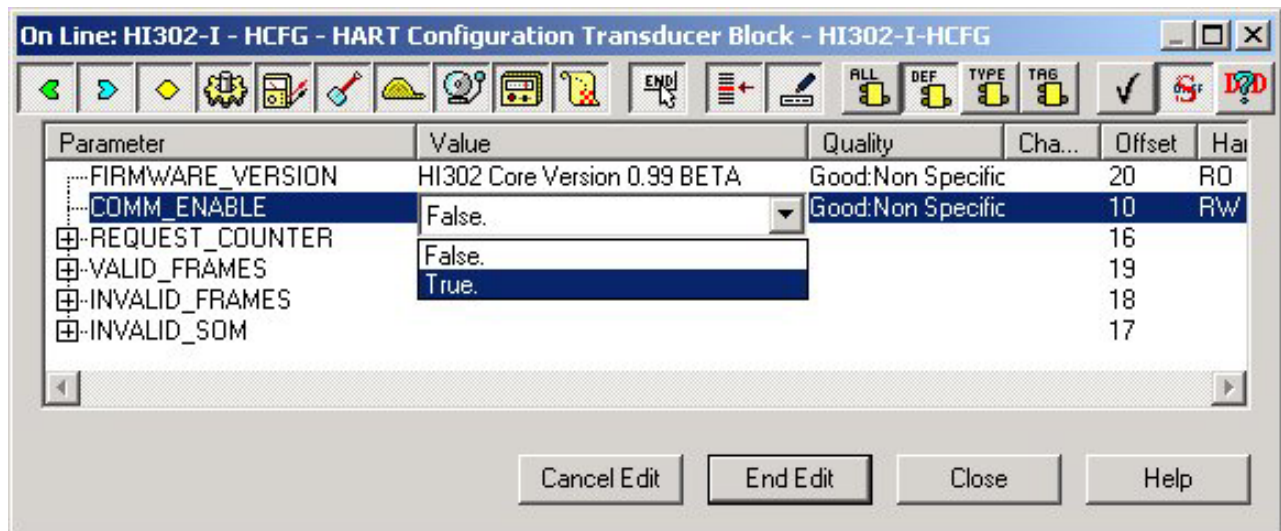 On Line: HI302-I - HCFG - HART Configuration Transducer Block - HI302-I-HCFG
END ALL DEF TYPE TAG
Parameter Value Quality Cha... Offset Han
FIRMWARE_VERSION HI302 Core Version 0.99 BETA Good:Non Specific 20 RO
COMM_ENABLE False. Good:Non Specific 10 RW
REQUEST_COUNTER False. 16
VALID_FRAMES True. 19
INVALID_FRAMES 18
INVALID_SOM 17
Cancel Edit End Edit Close Help